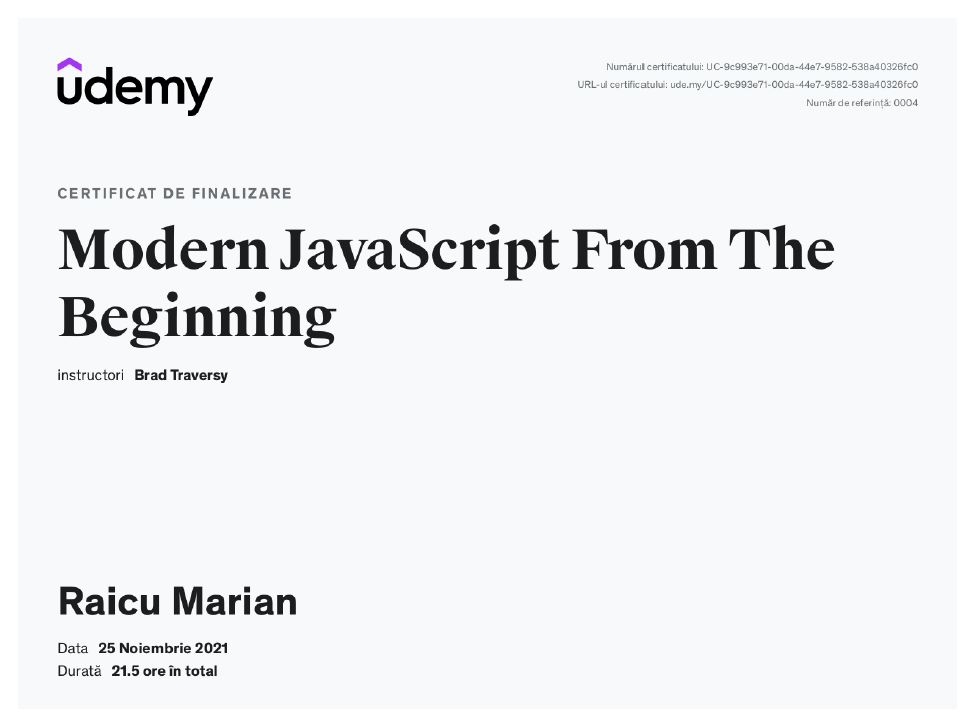 udemy
Numărul certificatului: UC-9c993e71-00da-44e7-9582-538a40326fc0
URL-ul certificatului: ude.my/UC-9c993e71-00da-44e7-9582-538a40326fc0
Număr de referință: 0004
CERTIFICAT DE FINALIZARE
Modern JavaScript From The
Beginning
instructori Brad Traversy
Raicu Marian
Data 25 Noiembrie 2021
Durată 21.5 ore în total